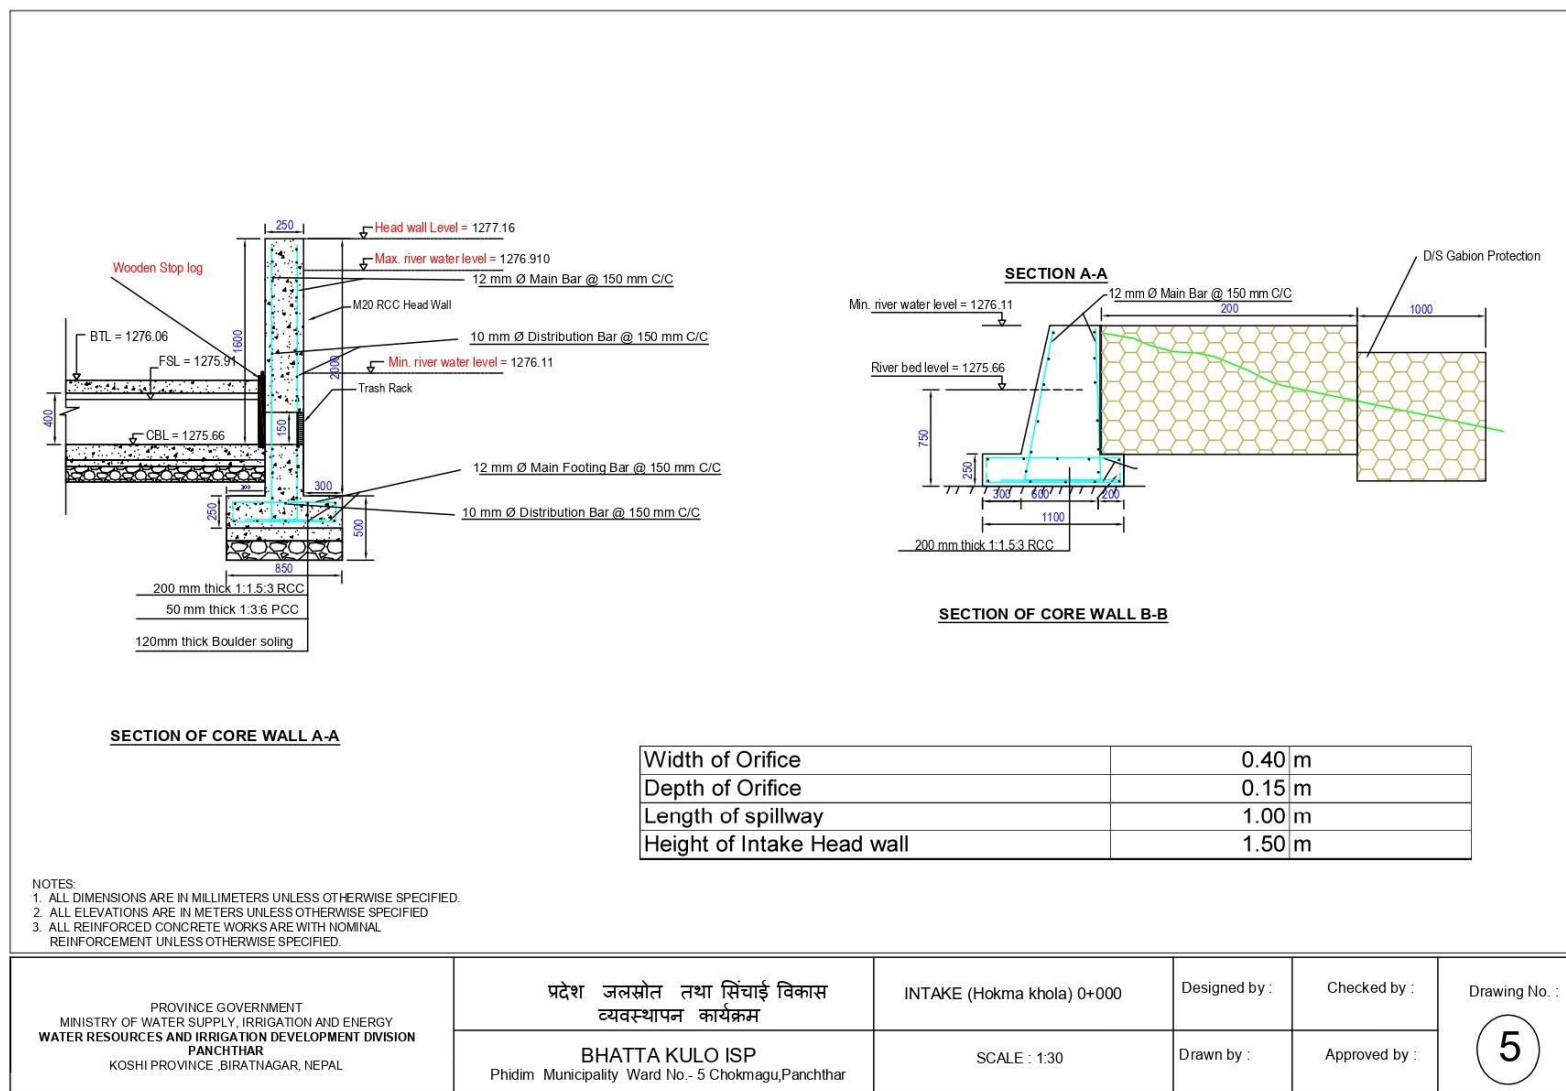 250
Head wall Level = 1277.16
Max. river water level = 1276.910
12 mm Ø Main Bar @ 150 mm C/C
Wooden Stop log
M20 RCC Head Wall
BTL = 1276.06
FSL = 1275.91
1600
2000
10 mm Ø Distribution Bar @ 150 mm C/C
Min. river water level = 1276.11
Trash Rack
400
CBL = 1275.66
150
12 mm Ø Main Footing Bar @ 150 mm C/C
300
300
250
500
10 mm Ø Distribution Bar @ 150 mm C/C
850
200 mm thick 1:1.5:3 RCC
50 mm thick 1:3:6 PCC
120mm thick Boulder soling
SECTION OF CORE WALL A-A
SECTION A-A
D/S Gabion Protection
Min. river water level = 1276.11
12 mm Ø Main Bar @ 150 mm C/C
200
1000
River bed level = 1275.66
750
250
300
600
200
1100
200 mm thick 1:1.5:3 RCC
SECTION OF CORE WALL B-B
Width of Orifice 0.40 m
Depth of Orifice 0.15 m
Length of spillway 1.00 m
Height of Intake Head wall 1.50 m
NOTES:
1. ALL DIMENSIONS ARE IN MILLIMETERS UNLESS OTHERWISE SPECIFIED.
2. ALL ELEVATIONS ARE IN METERS UNLESS OTHERWISE SPECIFIED
3. ALL REINFORCED CONCRETE WORKS ARE WITH NOMINAL
REINFORCEMENT UNLESS OTHERWISE SPECIFIED.
PROVINCE GOVERNMENT
MINISTRY OF WATER SUPPLY, IRRIGATION AND ENERGY
WATER RESOURCES AND IRRIGATION DEVELOPMENT DIVISION
PANCHTHAR
KOSHI PROVINCE ,BIRATNAGAR, NEPAL
प्रदेश जलस्रोत तथा सिंचाई विकास
व्यवस्थापन कार्यक्रम
BHATTA KULO ISP
Phidim Municipality Ward No.- 5 Chokmagu,Panchthar
INTAKE (Hokma khola) 0+000
SCALE : 1:30
Designed by :
Checked by :
Drawn by :
Approved by :
Drawing No. :
5